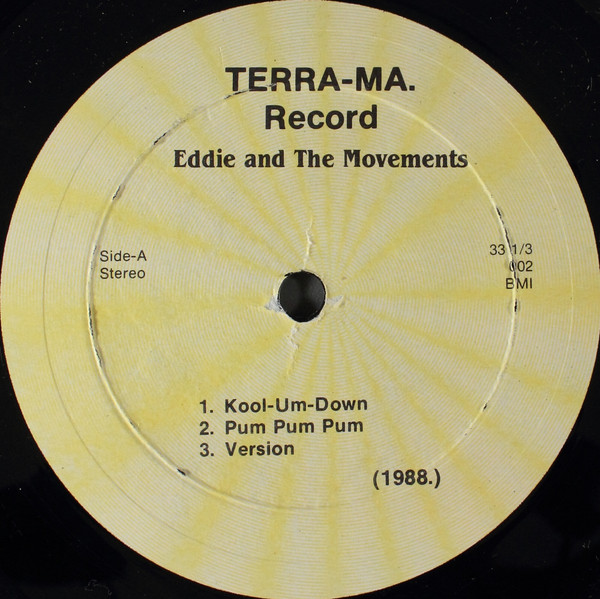 TERRA-MA.
Record
Eddie and The Movements
Side-A
Stereo
33 1/3
002
BMI
1. Kool-Um-Down
2. Pum Pum Pum
3. Version
(1988.)